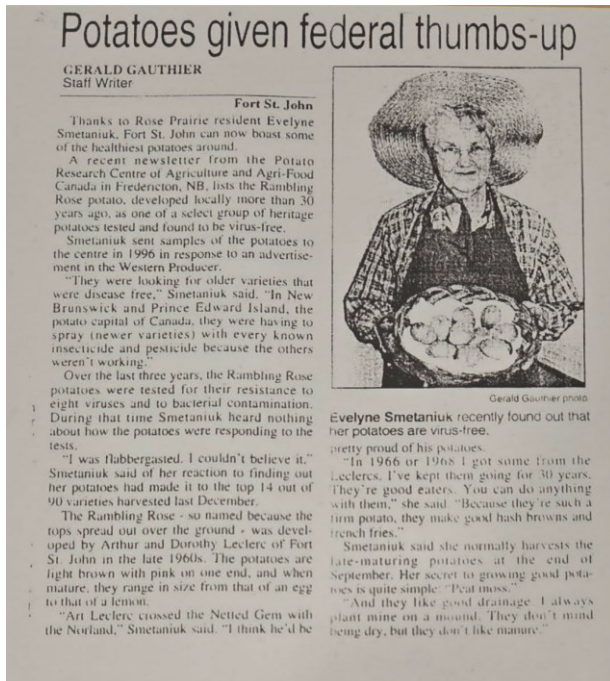 Potatoes given federal thumbs-up
GERALD GAUTHIER
Staff Writer
Fort St. John
Thanks to Rose Prairie resident Evelyne
Smetaniuk, Fort St. John can now boast some
of the healthiest potatoes around.
A recent newsletter from the Potato
Research Centre of Agriculture and Agri-Food
Canada in Fredericton, NB, lists the Rambling
Rose potato, developed locally more than 30
years ago, as one of a select group of heritage
potatoes tested and found to be virus-free.
Smetaniuk sent samples of the potatoes to
the centre in 1996 in response to an advertise-
ment in the Western Producer.
"They were looking for older varieties that
were disease free," Smetaniuk said. "In New
Brunswick and Prince Edward Island, the
potato capital of Canada, they were having to
spray (newer varieties) with every known
insecticide and pesticide because the others
weren't working."
Over the last three years, the Rambling Rose
potatoes were tested for their resistance to
eight viruses and to bacterial contamination.
During that time Smetaniuk heard nothing
about how the potatoes were responding to the
tests.
"I was flabbergasted. I couldn't believe it,"
Smetaniuk said of her reaction to finding out
her potatoes had made it to the top 14 out of
90 varieties harvested last December.
The Rambling Rose - so named because the
tops spread out over the ground - was devel-
oped by Arthur and Dorothy Leclerc of Fort
St. John in the late 1960s. The potatoes are
light brown with pink on one end, and when
mature, they range in size from that of an egg
to that of a lemon.
"Art Leclerc crossed the Netted Gem with
the Norland," Smetaniuk said. "I think he'd be
Gerald Gauthier photo
Evelyne Smetaniuk recently found out that
her potatoes are virus-free.
pretty proud of his potatoes.
"In 1966 or 1968 I got some from the
Leclercs. I've kept them going for 30 years.
They're good eaters. You can do anything
with them," she said. "Because they're such a
firm potato, they make good hash browns and
french fries."
Smetaniuk said she normally harvests the
late-maturing potatoes at the end of
September. Her secret to growing good pota-
toes is quite simple: "Peat moss."
"And they like good drainage. I always
plant mine on a mound. They don't mind
being dry, but they don't like manure."